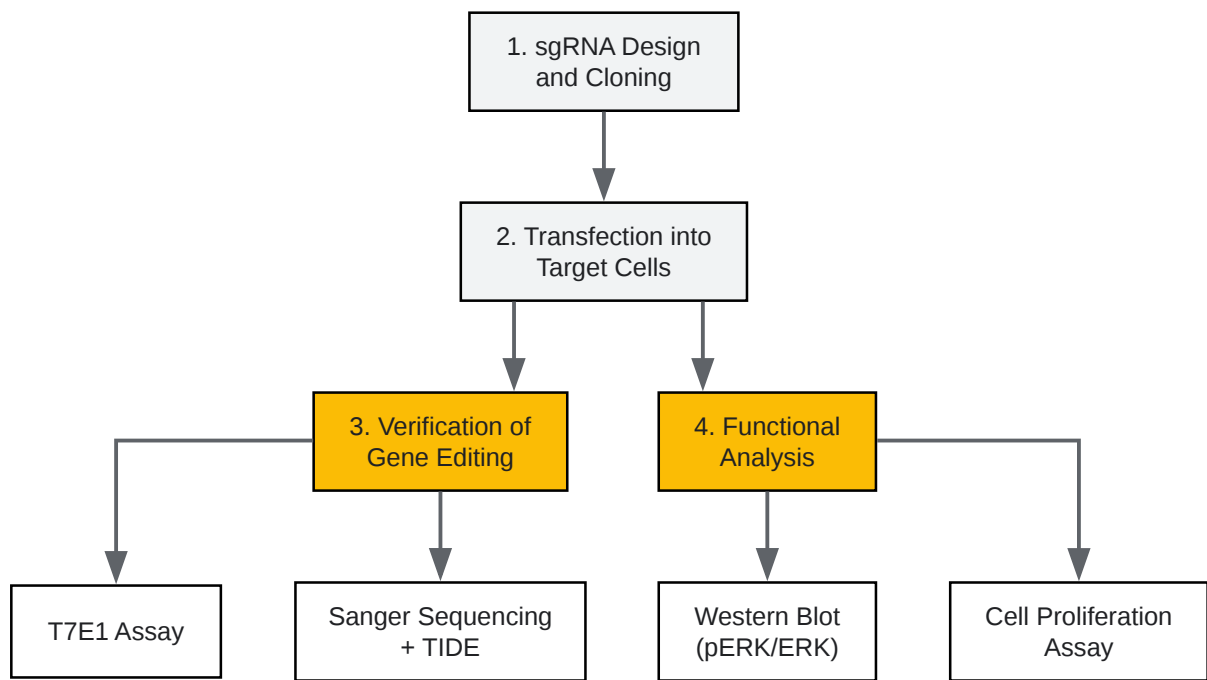 1. sgRNA Design
and Cloning
2. Transfection into
Target Cells
3. Verification of
Gene Editing
4. Functional
Analysis
T7E1 Assay
Sanger Sequencing
+ TIDE
Western Blot
(pERK/ERK)
Cell Proliferation
Assay